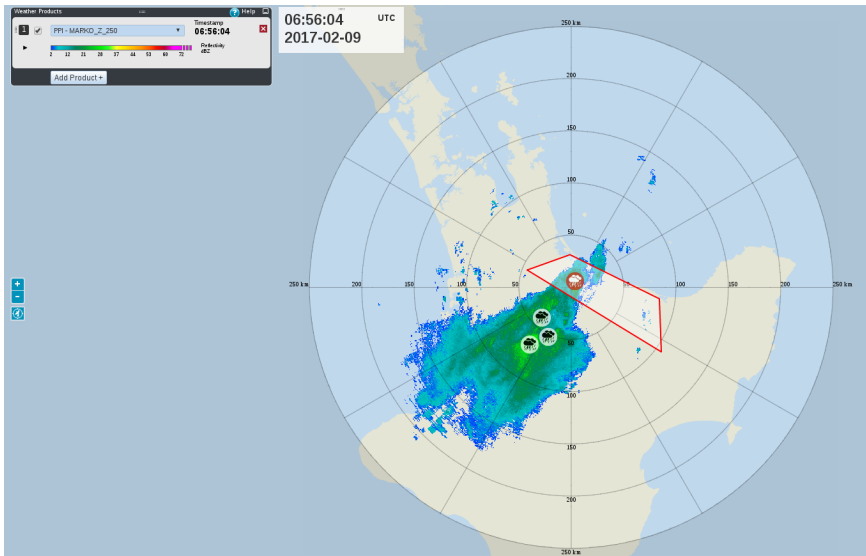 Weather Products
Help
1
PPI - MARKO_Z_250
Timestamp
06:56:04
2 12 21 28 37 44 53 60 72
Reflectivity
dBZ
Add Product +
06:56:04 UTC
2017-02-09
250 km
200
150
100
50
250 km 200 150 100 50 50 100 150 200 250 km
50
100
150
200
250 km
+
−